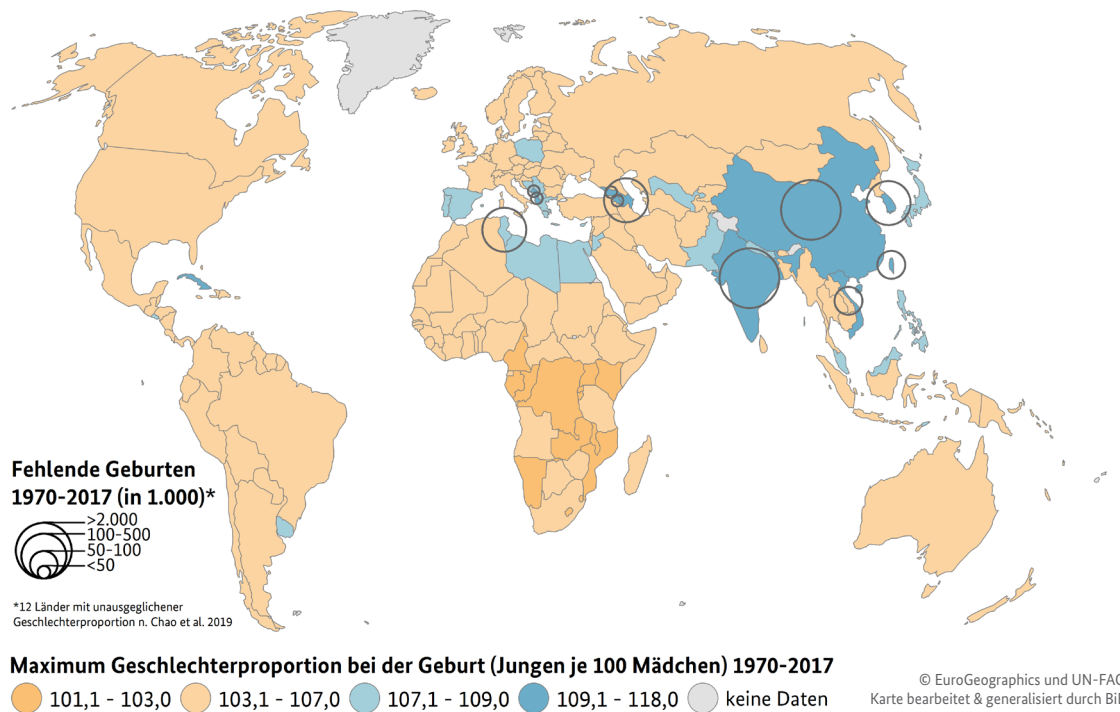 Fehlende Geburten
1970-2017 (in 1.000)*
>2.000
100-500
50-100
<50
*12 Länder mit unausgeglichener
Geschlechterproportion n. Chao et al. 2019
Maximum Geschlechterproportion bei der Geburt (Jungen je 100 Mädchen) 1970-2017
101,1 - 103,0 103,1 - 107,0 107,1 - 109,0 109,1 - 118,0 keine Daten
© EuroGeographics und UN-FAO
Karte bearbeitet & generalisiert durch